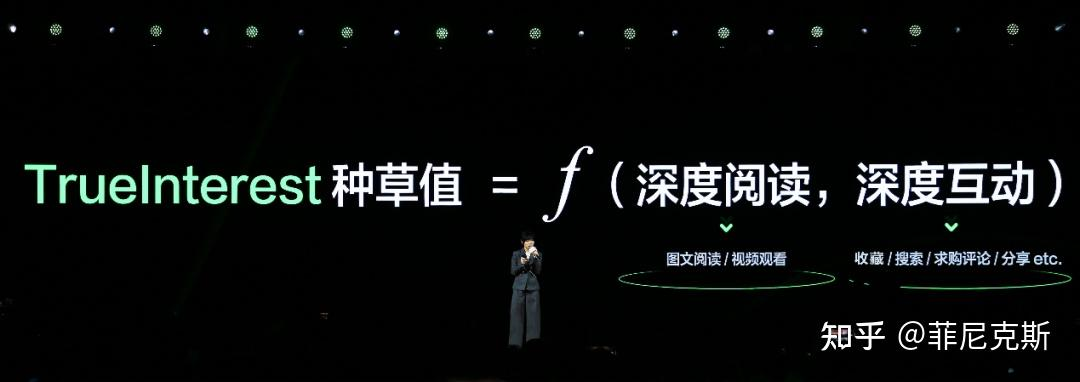 TrueInterest 种草值 = f（深度阅读，深度互动）
图文阅读 / 视频观看
收藏 / 搜索 / 求购评论 / 分享 etc.
知乎 @菲尼克斯